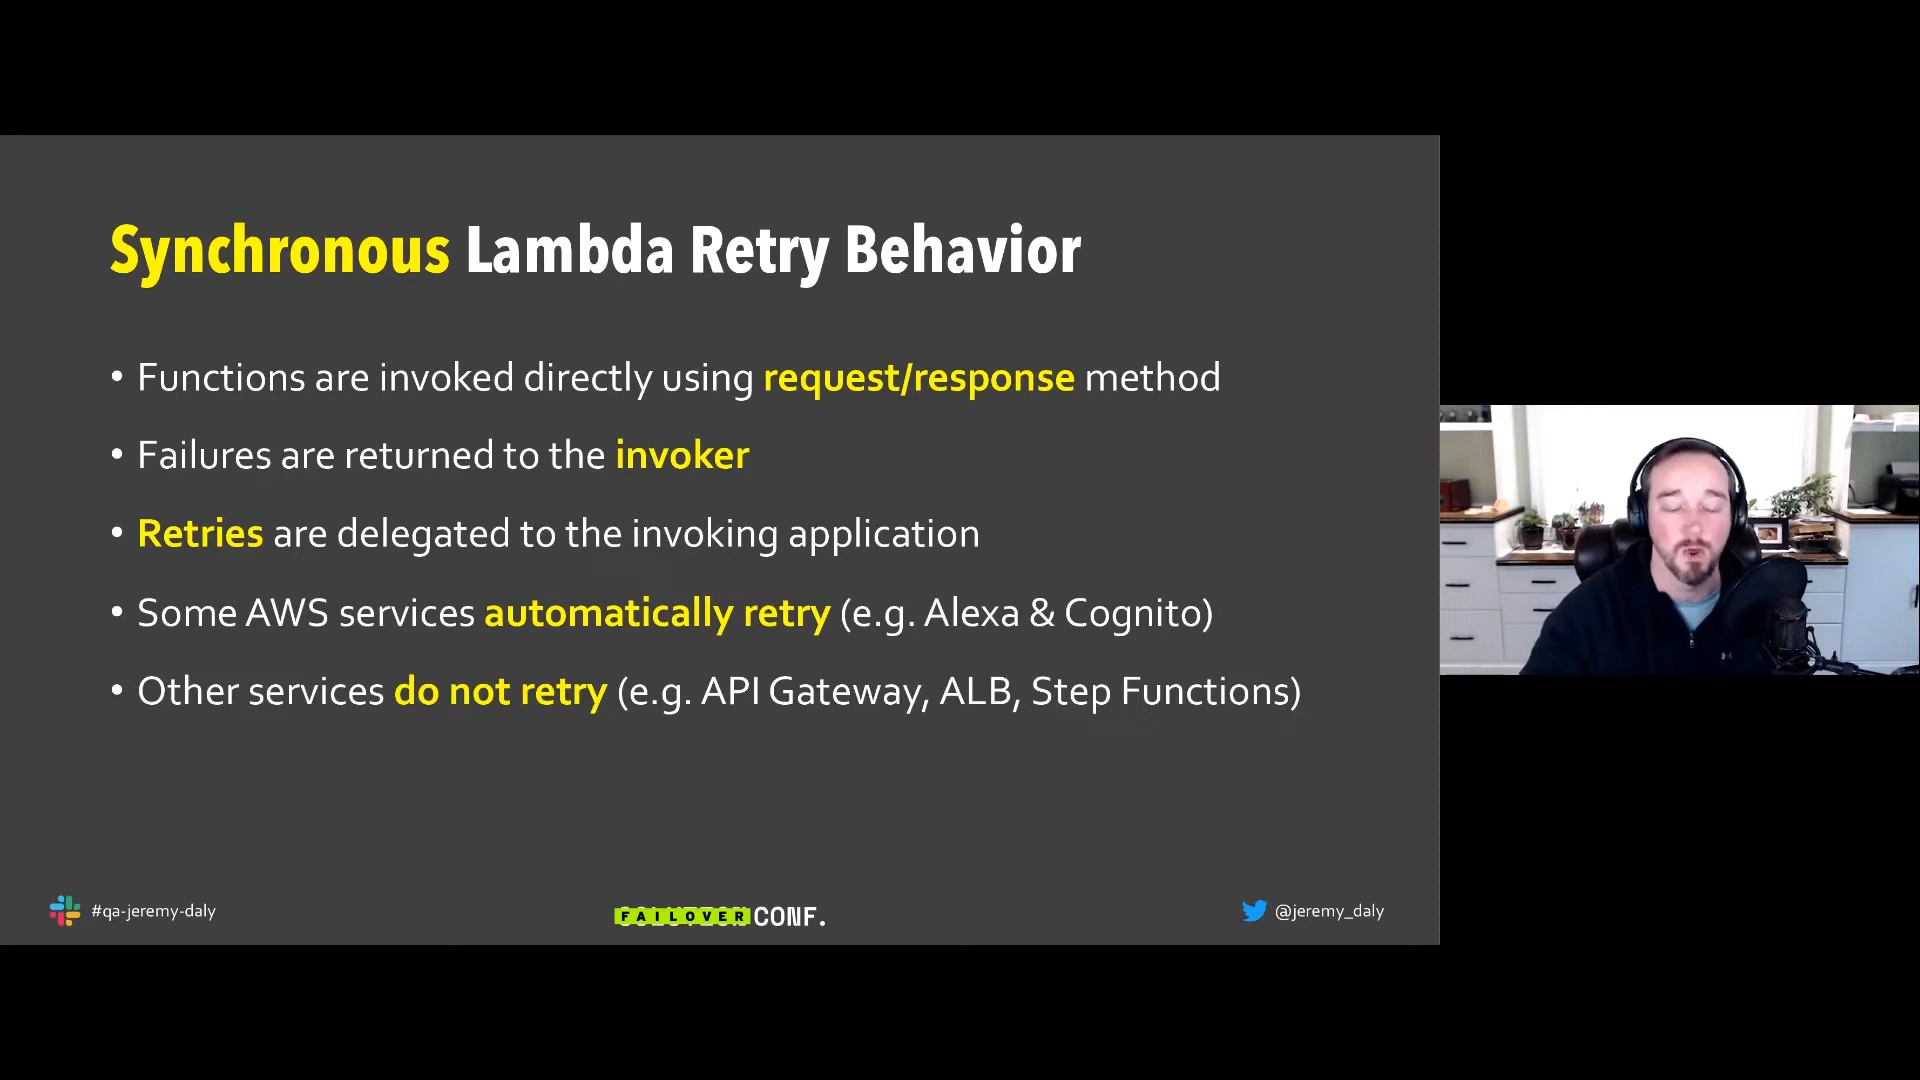 Synchronous Lambda Retry Behavior
• Functions are invoked directly using request/response method
• Failures are returned to the invoker
• Retries are delegated to the invoking application
• Some AWS services automatically retry (e.g. Alexa & Cognito)
• Other services do not retry (e.g. API Gateway, ALB, Step Functions)
#qa-jeremy-daly
FAILOVER CONF.
@jeremy_daly